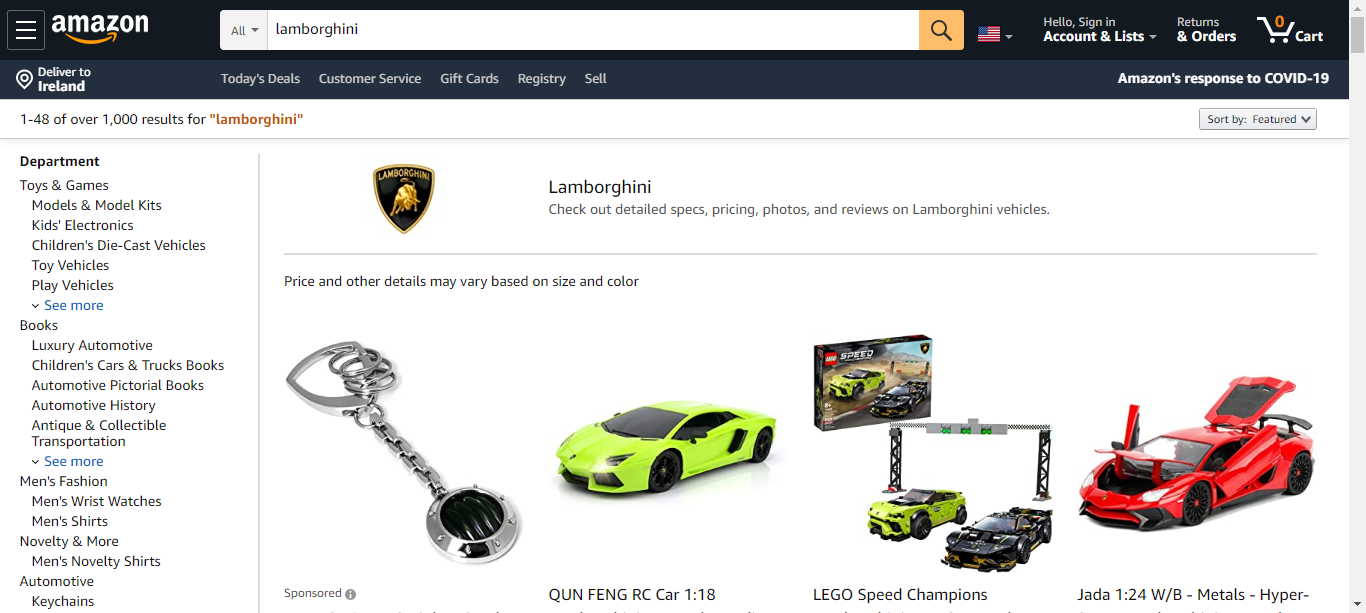 amazon
All
lamborghini
Hello, Sign in
Account & Lists
Returns
& Orders
0
Cart
Deliver to
Ireland
Today's Deals
Customer Service
Gift Cards
Registry
Sell
Amazon's response to COVID-19
1-48 of over 1,000 results for "lamborghini"
Sort by: Featured
Department
Toys & Games
Models & Model Kits
Kids' Electronics
Children's Die-Cast Vehicles
Toy Vehicles
Play Vehicles
See more
Books
Luxury Automotive
Children's Cars & Trucks Books
Automotive Pictorial Books
Automotive History
Antique & Collectible
Transportation
See more
Men's Fashion
Men's Wrist Watches
Men's Shirts
Novelty & More
Men's Novelty Shirts
Automotive
Keychains
LAMBORGHINI
Lamborghini
Check out detailed specs, pricing, photos, and reviews on Lamborghini vehicles.
Price and other details may vary based on size and color
LEGO
SPEED
Sponsored
QUN FENG RC Car 1:18
LEGO Speed Champions
Jada 1:24 W/B - Metals - Hyper-